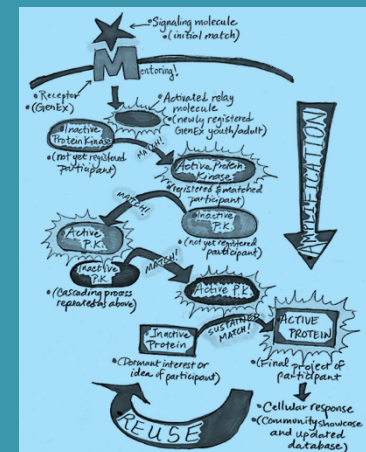 • Signaling molecule
• (initial match)
Mentoring!
• Receptor
• (GenEx)
• Activated relay
molecule
• (newly registered
GenEx youth/adult)
Inactive
Protein Kinase
• (not yet registered
participant)
MATCH!
Active Protein
Kinase
• (registered & matched
participant)
MATCH!
Inactive
P.K.
• (not yet registered
participant)
Active
P.K.
Inactive
P.K.
MATCH!
• (Cascading process
repeated as above)
Active P.K.
Inactive
Protein
• (Dormant interest or
idea of participant)
SUSTAINED
MATCH!
ACTIVE
PROTEIN
• (Final project of
participant
• Cellular response
• (Community showcase
and updated
database)
AMPLIFICATION
REUSE